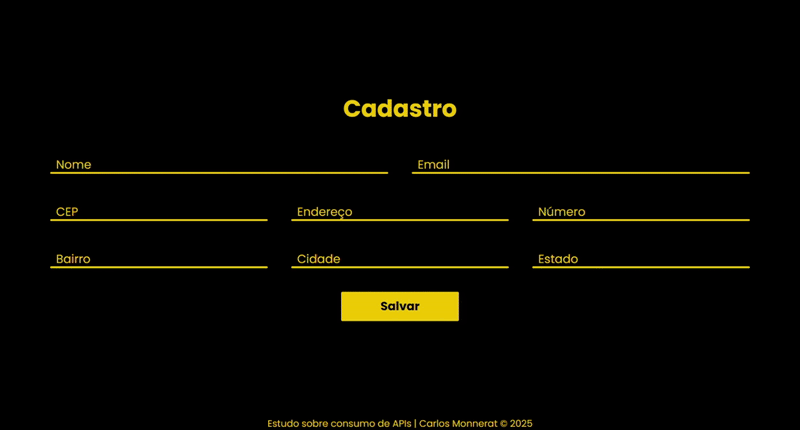 Cadastro
Nome Email
CEP Endereço Número
Bairro Cidade Estado
Salvar
Estudo sobre consumo de APIs | Carlos Monnerat © 2025